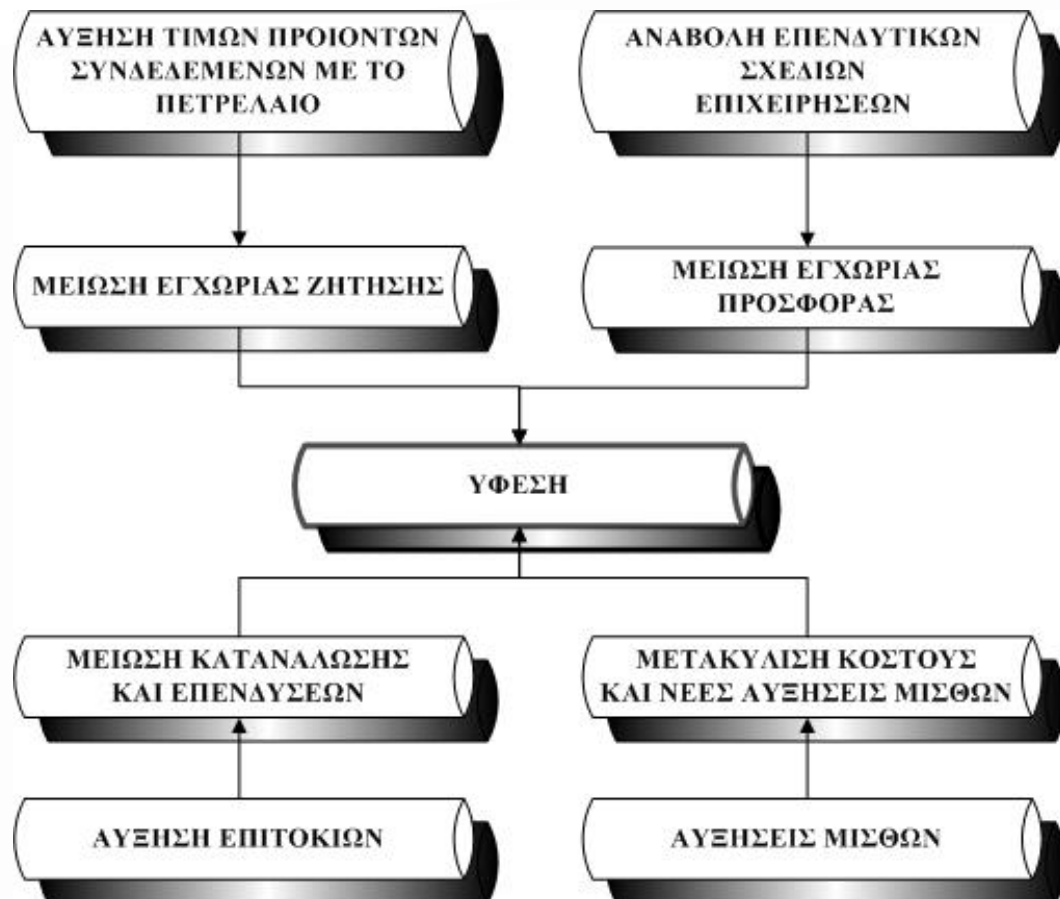 ΑΥΞΗΣΗ ΤΙΜΩΝ ΠΡΟΙΟΝΤΩΝ
ΣΥΝΔΕΔΕΜΕΝΩΝ ΜΕ ΤΟ
ΠΕΤΡΕΛΑΙΟ
ΑΝΑΒΟΛΗ ΕΠΕΝΔΥΤΙΚΩΝ
ΣΧΕΔΙΩΝ
ΕΠΙΧΕΙΡΗΣΕΩΝ
ΜΕΙΩΣΗ ΕΓΧΩΡΙΑΣ ΖΗΤΗΣΗΣ
ΜΕΙΩΣΗ ΕΓΧΩΡΙΑΣ
ΠΡΟΣΦΟΡΑΣ
ΥΦΕΣΗ
ΜΕΙΩΣΗ ΚΑΤΑΝΑΛΩΣΗΣ
ΚΑΙ ΕΠΕΝΔΥΣΕΩΝ
ΜΕΤΑΚΥΛΙΣΗ ΚΟΣΤΟΥΣ
ΚΑΙ ΝΕΕΣ ΑΥΞΗΣΕΙΣ ΜΙΣΘΩΝ
ΑΥΞΗΣΗ ΕΠΙΤΟΚΙΩΝ
ΑΥΞΗΣΕΙΣ ΜΙΣΘΩΝ